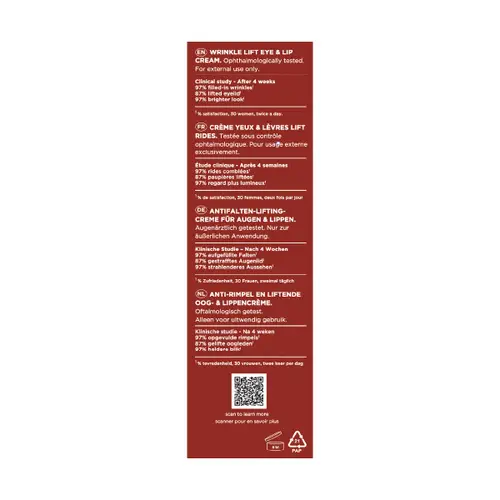 EN WRINKLE LIFT EYE & LIP
CREAM. Ophthalmologically tested.
For external use only.
Clinical study - After 4 weeks
97% filled-in wrinkles¹
87% lifted eyelid¹
97% brighter look¹
¹ % satisfaction, 30 women, twice a day.
FR CRÈME YEUX & LÈVRES LIFT
RIDES. Testée sous contrôle
ophtalmologique. Pour usage externe
exclusivement.
Étude clinique - Après 4 semaines
97% rides comblées¹
87% paupières liftées¹
97% regard plus lumineux¹
¹ % de satisfaction, 30 femmes, deux fois par jour
DE ANTIFALTEN-LIFTING-
CREME FÜR AUGEN & LIPPEN.
Augenärztlich getestet. Nur zur
äußerlichen Anwendung.
Klinische Studie – Nach 4 Wochen
97% aufgefüllte Falten¹
87% gestrafftes Augenlid¹
97% strahlenderes Aussehen¹
¹ % Zufriedenheit, 30 Frauen, zweimal täglich
NL ANTI-RIMPEL EN LIFTENDE
OOG- & LIPPENCRÈME.
Oftalmologisch getest.
Alleen voor uitwendig gebruik.
Klinische studie - Na 4 weken
97% opgevulde rimpels¹
87% gelifte oogleden¹
97% heldere blik¹
¹ % tevredenheid, 30 vrouwen, twee keer per dag
scan to learn more
scanner pour en savoir plus
21
PAP